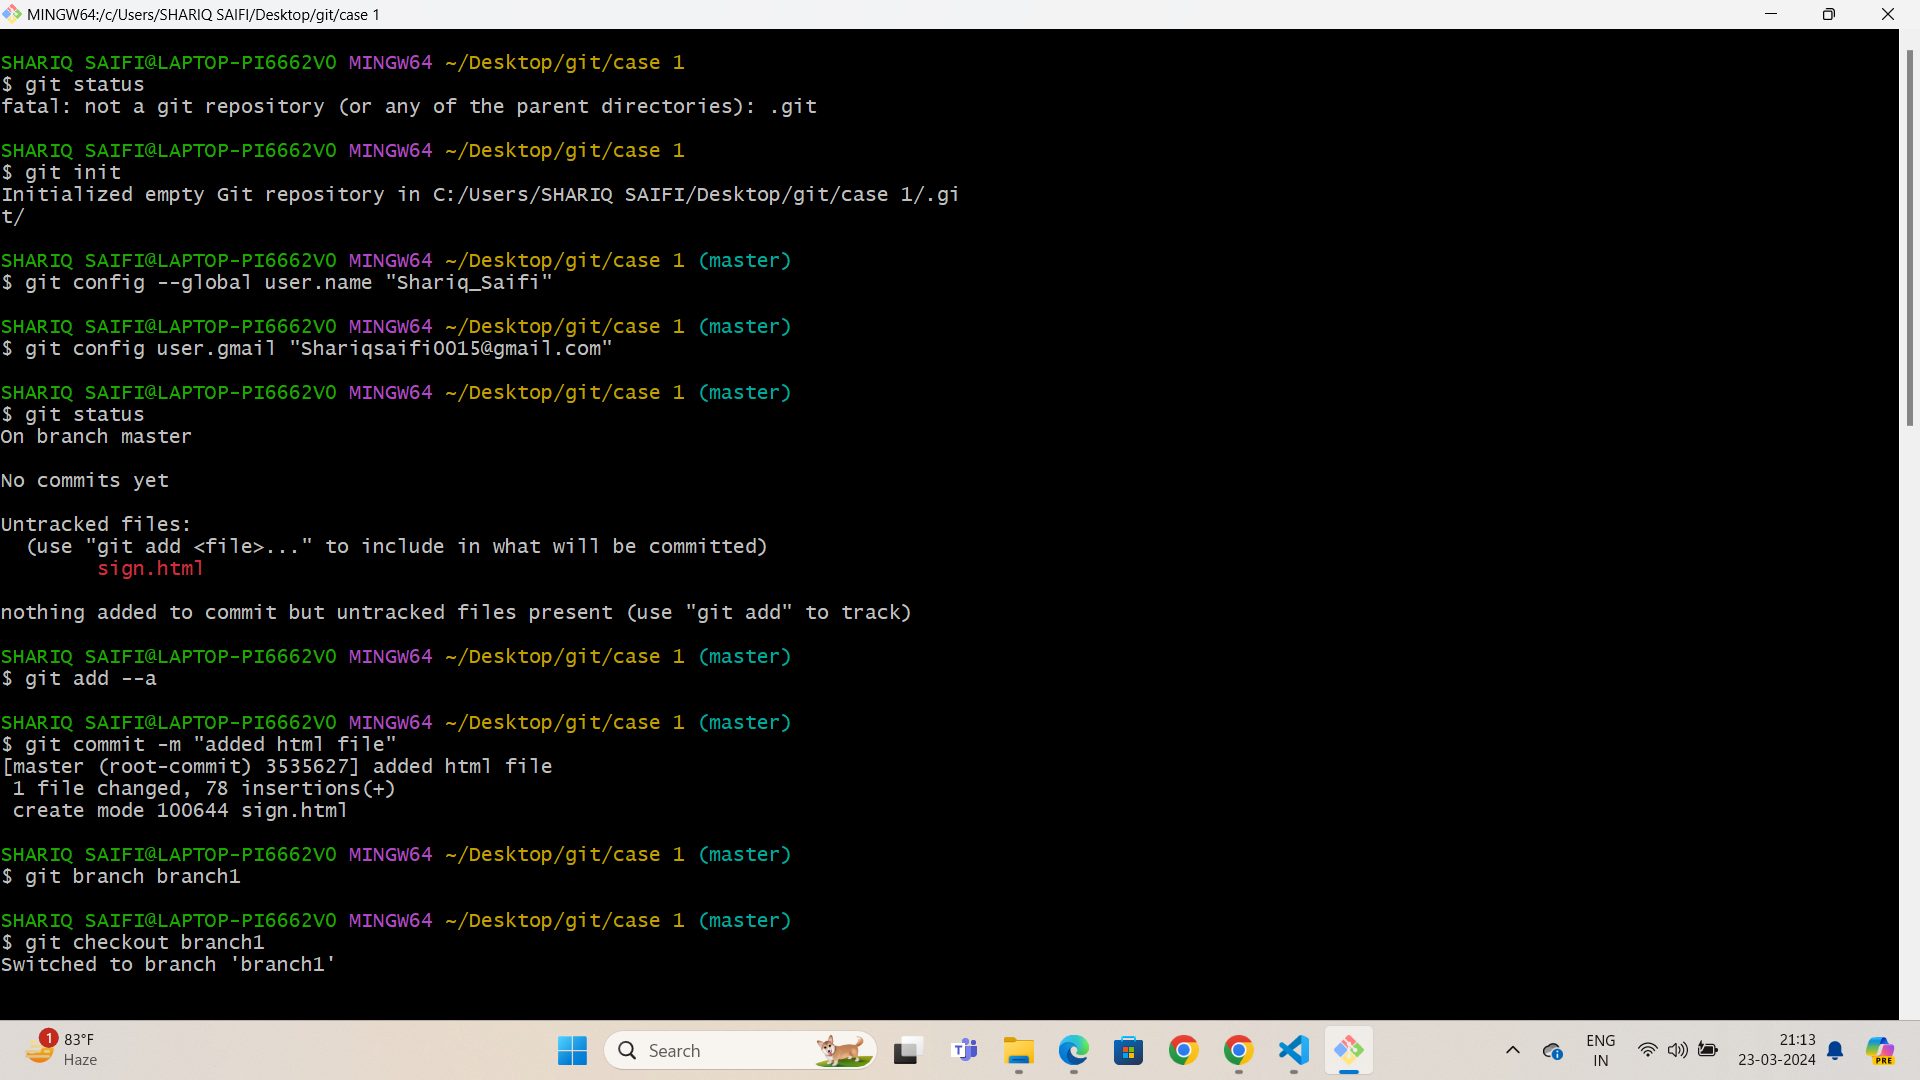 MINGW64:/c/Users/SHARIQ SAIFI/Desktop/git/case 1
SHARIQ SAIFI@LAPTOP-PI6662VO MINGW64 ~/Desktop/git/case 1
$ git status
fatal: not a git repository (or any of the parent directories): .git
SHARIQ SAIFI@LAPTOP-PI6662VO MINGW64 ~/Desktop/git/case 1
$ git init
Initialized empty Git repository in C:/Users/SHARIQ SAIFI/Desktop/git/case 1/.gi
t/
SHARIQ SAIFI@LAPTOP-PI6662VO MINGW64 ~/Desktop/git/case 1 (master)
$ git config --global user.name "Shariq_Saifi"
SHARIQ SAIFI@LAPTOP-PI6662VO MINGW64 ~/Desktop/git/case 1 (master)
$ git config user.gmail "Shariqsaifi0015@gmail.com"
SHARIQ SAIFI@LAPTOP-PI6662VO MINGW64 ~/Desktop/git/case 1 (master)
$ git status
On branch master
No commits yet
Untracked files:
(use "git add <file>..." to include in what will be committed)
sign.html
nothing added to commit but untracked files present (use "git add" to track)
SHARIQ SAIFI@LAPTOP-PI6662VO MINGW64 ~/Desktop/git/case 1 (master)
$ git add --a
SHARIQ SAIFI@LAPTOP-PI6662VO MINGW64 ~/Desktop/git/case 1 (master)
$ git commit -m "added html file"
[master (root-commit) 3535627] added html file
1 file changed, 78 insertions(+)
create mode 100644 sign.html
SHARIQ SAIFI@LAPTOP-PI6662VO MINGW64 ~/Desktop/git/case 1 (master)
$ git branch branch1
SHARIQ SAIFI@LAPTOP-PI6662VO MINGW64 ~/Desktop/git/case 1 (master)
$ git checkout branch1
Switched to branch 'branch1'
1
83°F
Haze
Search
ENG
IN
21:13
23-03-2024
PRE